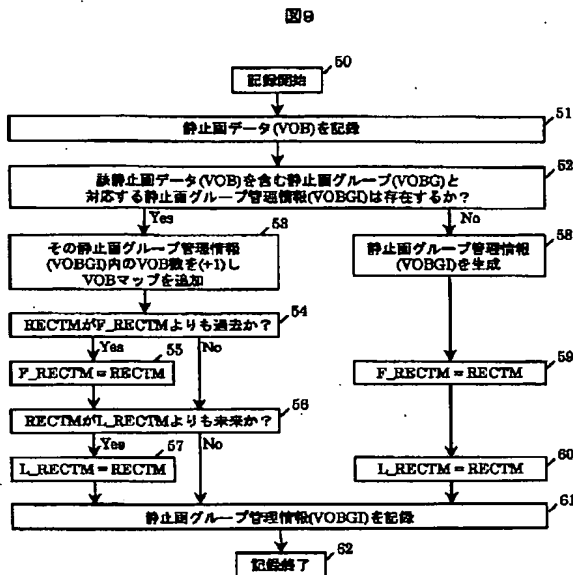 図9
50
記録開始
51
静止画データ(VOB)を記録
52
該静止画データ(VOB)を含む静止画グループ(VOBG)と
対応する静止画グループ管理情報(VOBGI)は存在するか?
Yes
No
53
その静止画グループ管理情報
(VOBGI)内のVOB数を(+1)し
VOBマップを追加
58
静止画グループ管理情報
(VOBGI)を生成
54
RECTMがF_RECTMよりも過去か?
Yes
No
55
F_RECTM = RECTM
59
F_RECTM = RECTM
56
RECTMがL_RECTMよりも未来か?
Yes
No
57
L_RECTM = RECTM
60
L_RECTM = RECTM
61
静止画グループ管理情報(VOBGI)を記録
62
記録終了